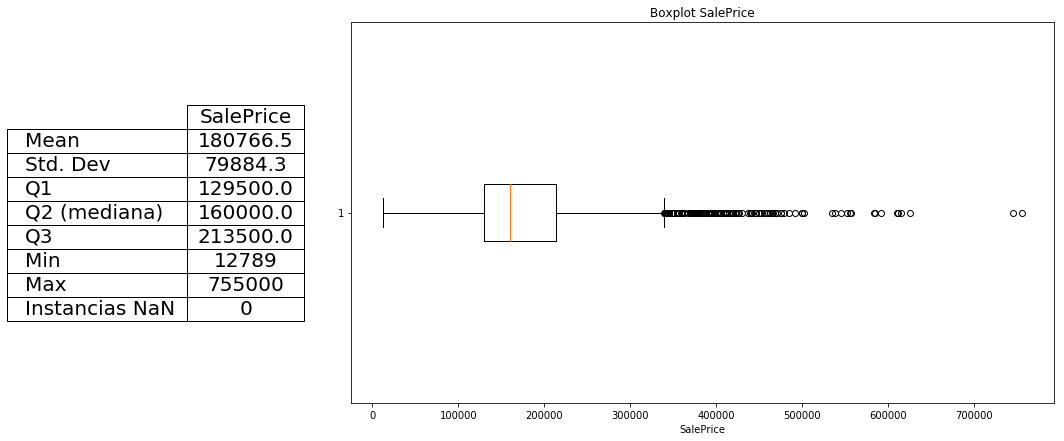 SalePrice
Mean 180766.5
Std. Dev 79884.3
Q1 129500.0
Q2 (mediana) 160000.0
Q3 213500.0
Min 12789
Max 755000
Instancias NaN 0
Boxplot SalePrice
1
0 100000 200000 300000 400000 500000 600000 700000
SalePrice